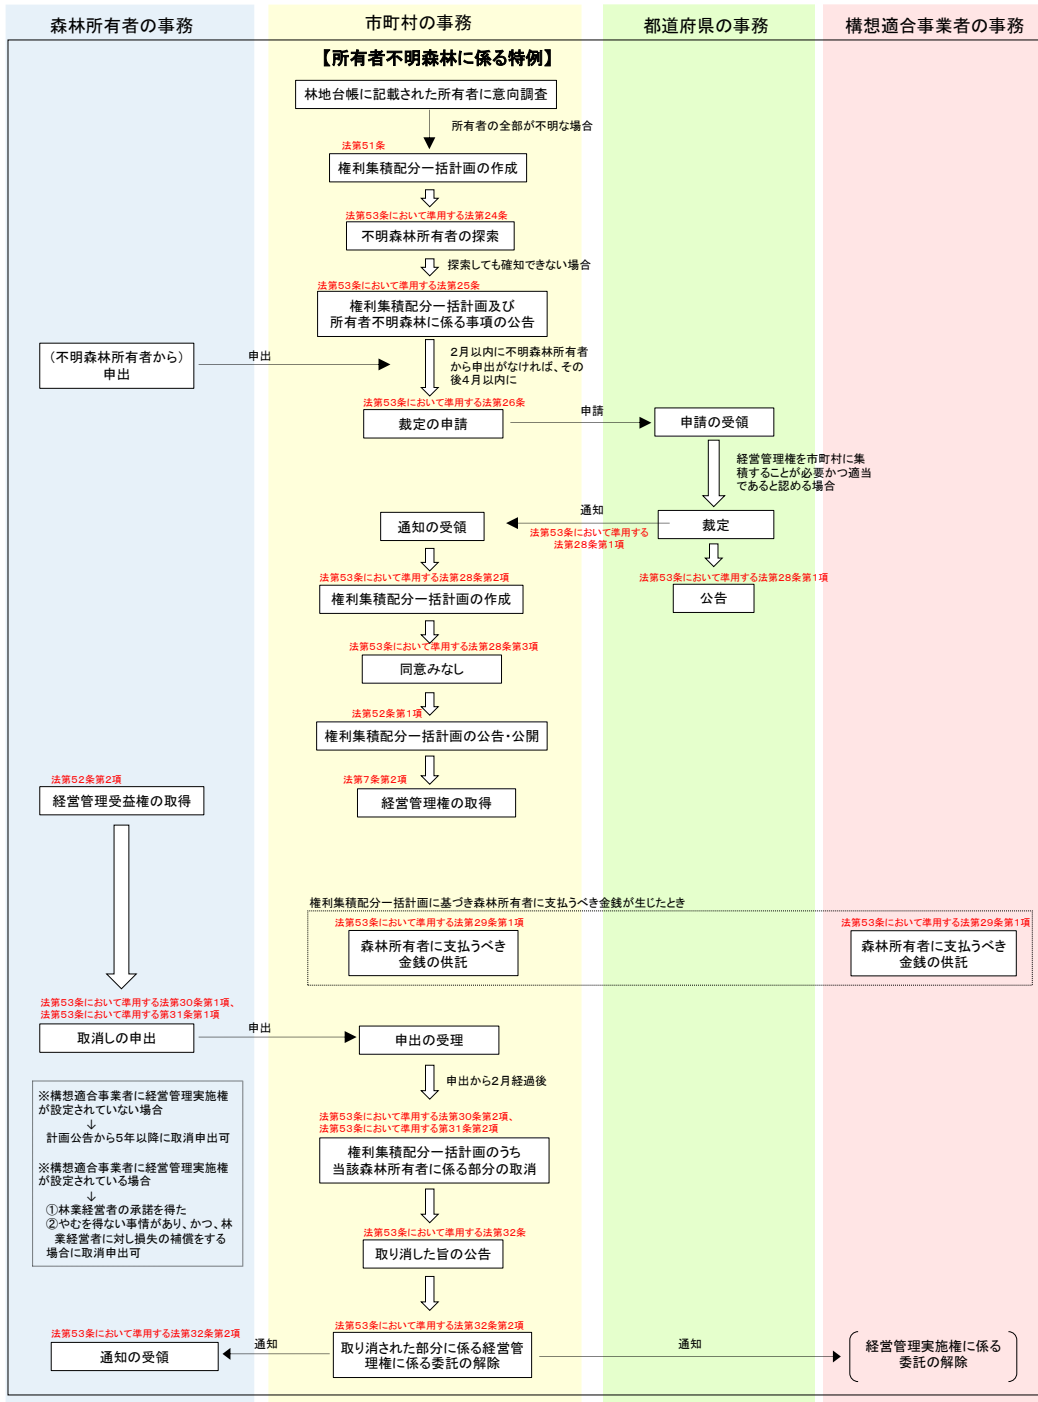 森林所有者の事務
市町村の事務
都道府県の事務
構想適合事業者の事務
【所有者不明森林に係る特例】
林地台帳に記載された所有者に意向調査
所有者の全部が不明な場合
法第51条
権利集積配分一括計画の作成
法第53条において準用する法第24条
不明森林所有者の探索
探索しても確知できない場合
法第53条において準用する法第25条
権利集積配分一括計画及び
所有者不明森林に係る事項の公告
（不明森林所有者から）
申出
申出
２月以内に不明森林所有者
から申出がなければ、その
後４月以内に
法第53条において準用する法第26条
裁定の申請
申請
申請の受領
経営管理権を市町村に集
積することが必要かつ適当
であると認める場合
通知の受領
通知
法第53条において準用する
法第28条第1項
裁定
法第53条において準用する法第28条第2項
権利集積配分一括計画の作成
法第53条において準用する法第28条第1項
公告
法第53条において準用する法第28条第3項
同意みなし
法第52条第1項
権利集積配分一括計画の公告・公開
法第52条第2項
経営管理受益権の取得
法第7条第2項
経営管理権の取得
権利集積配分一括計画に基づき森林所有者に支払うべき金銭が生じたとき
法第53条において準用する法第29条第1項
森林所有者に支払うべき
金銭の供託
法第53条において準用する法第29条第1項
森林所有者に支払うべき
金銭の供託
法第53条において準用する法第30条第1項、
法第53条において準用する第31条第1項
取消しの申出
申出
申出の受理
申出から２月経過後
※構想適合事業者に経営管理実施権
が設定されていない場合
↓
計画公告から５年以降に取消申出可
※構想適合事業者に経営管理実施権
が設定されている場合
↓
①林業経営者の承諾を得た
②やむを得ない事情があり、かつ、林
業経営者に対し損失の補償をする
場合に取消申出可
法第53条において準用する法第30条第2項、
法第53条において準用する第31条第2項
権利集積配分一括計画のうち
当該森林所有者に係る部分の取消
法第53条において準用する法第32条
取り消した旨の公告
法第53条において準用する法第32条第2項
通知の受領
通知
法第53条において準用する法第32条第2項
取り消された部分に係る経営管
理権に係る委託の解除
通知
経営管理実施権に係る
委託の解除